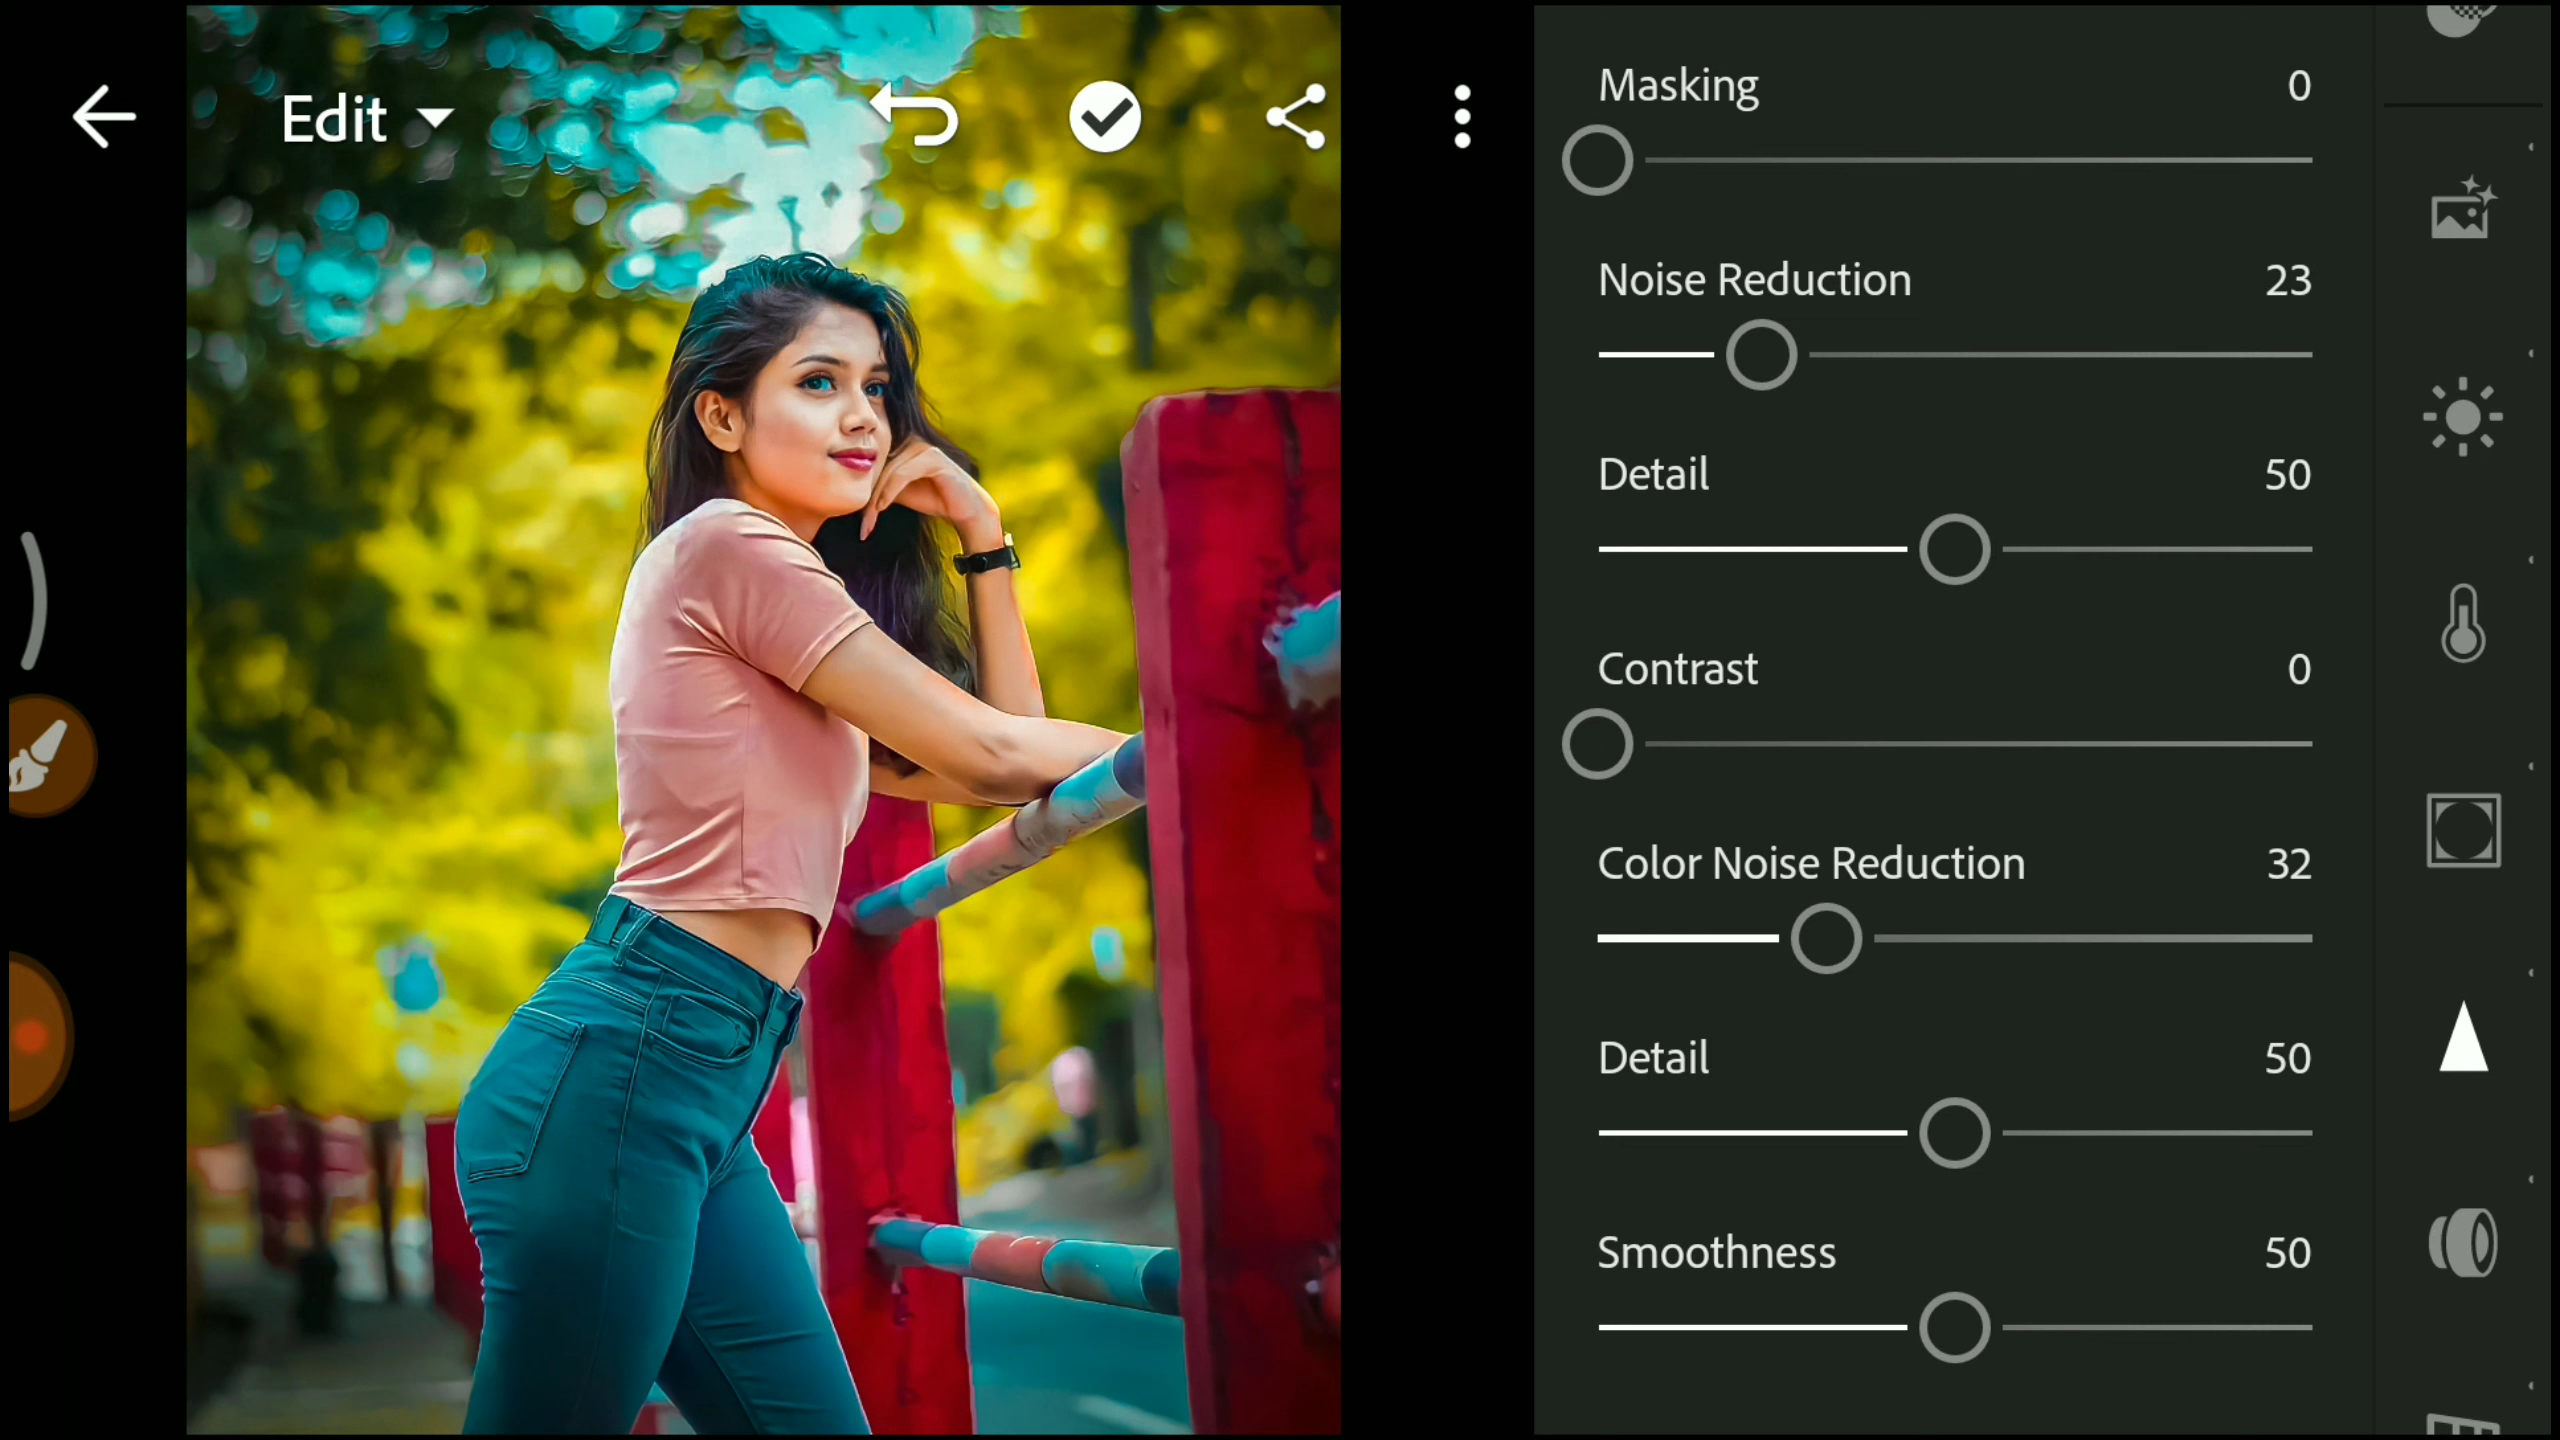 Edit
Masking 0
Noise Reduction 23
Detail 50
Contrast 0
Color Noise Reduction 32
Detail 50
Smoothness 50